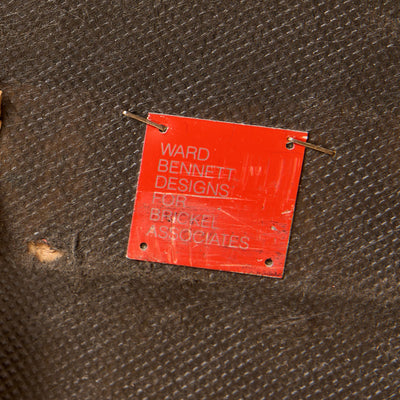 WARD
BENNETT
DESIGNS
FOR
BRICKEL
ASSOCIATES